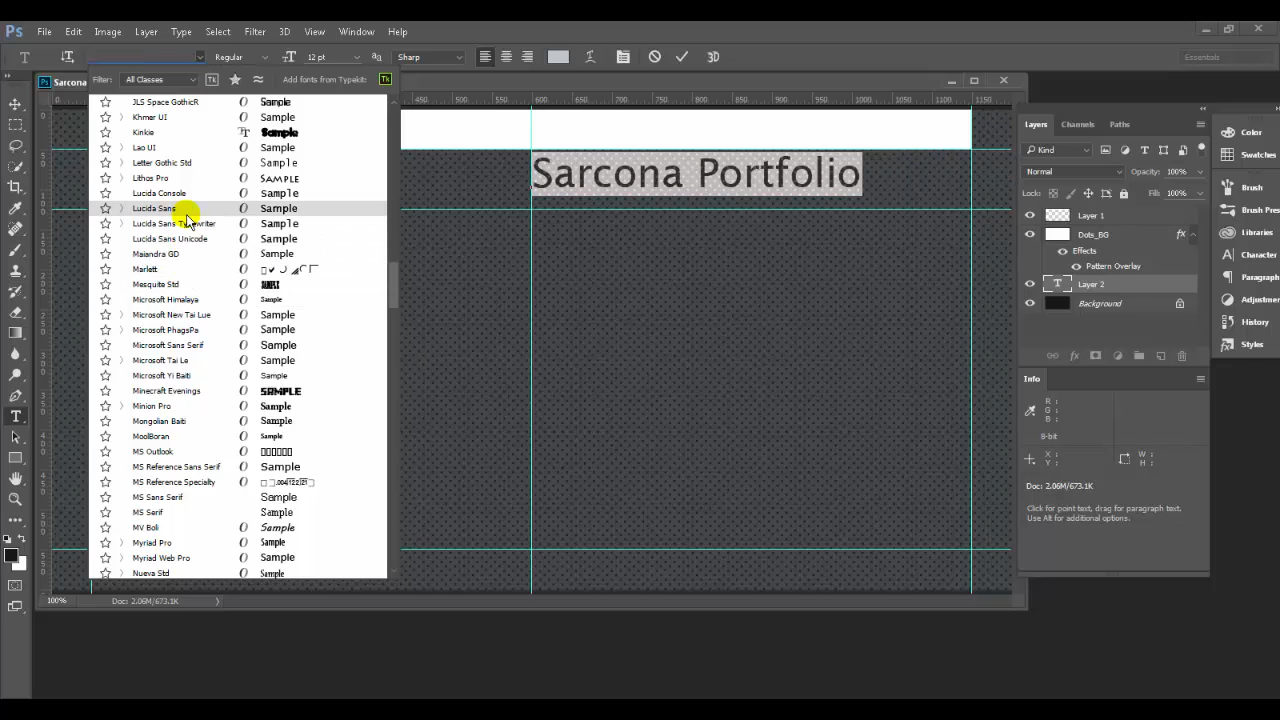 Ps File Edit Image Layer Type Select Filter 3D View Window Help
Regular 12 pt Sharp 3D Essentials
Filter: All Classes Tk Add fonts from Typekit: Tk
Sarcona
0 450 500 550 600 650 700 750 800 850 900 950 1000 1050 1100 1150
JLS Space GothicR Sample
Khmer UI Sample
Kinkie Sample
Lao UI Sample
Letter Gothic Std Sample
Lithos Pro Sample
Lucida Console Sample
Lucida Sans Sample
Lucida Sans Typewriter Sample
Lucida Sans Unicode Sample
Maiandra GD Sample
Marlett
Mesquite Std Sample
Microsoft Himalaya Sample
Microsoft New Tai Lue Sample
Microsoft PhagsPa Sample
Microsoft Sans Serif Sample
Microsoft Tai Le Sample
Microsoft Yi Baiti Sample
Minecraft Evenings SAMPLE
Minion Pro Sample
Mongolian Baiti Sample
MoolBoran Sample
MS Outlook
MS Reference Sans Serif Sample
MS Reference Specialty
MS Sans Serif Sample
MS Serif Sample
MV Boli Sample
Myriad Pro Sample
Myriad Web Pro Sample
Nueva Std Sample
Sarcona Portfolio
100% Doc: 2.06M/673.1K
Layers Channels Paths
Kind
Normal Opacity: 100%
Lock: Fill: 100%
Layer 1
Dots_BG fx
Effects
Pattern Overlay
Layer 2
Background
Info
R :
G :
B :
8-bit
X :
Y :
W :
H :
Doc: 2.06M/673.1K
Click for point text, drag for paragraph text.
Use Alt for additional options.
Color
Swatches
Brush
Brush Pre
Libraries
Character
Paragraph
Adjustme
History
Styles